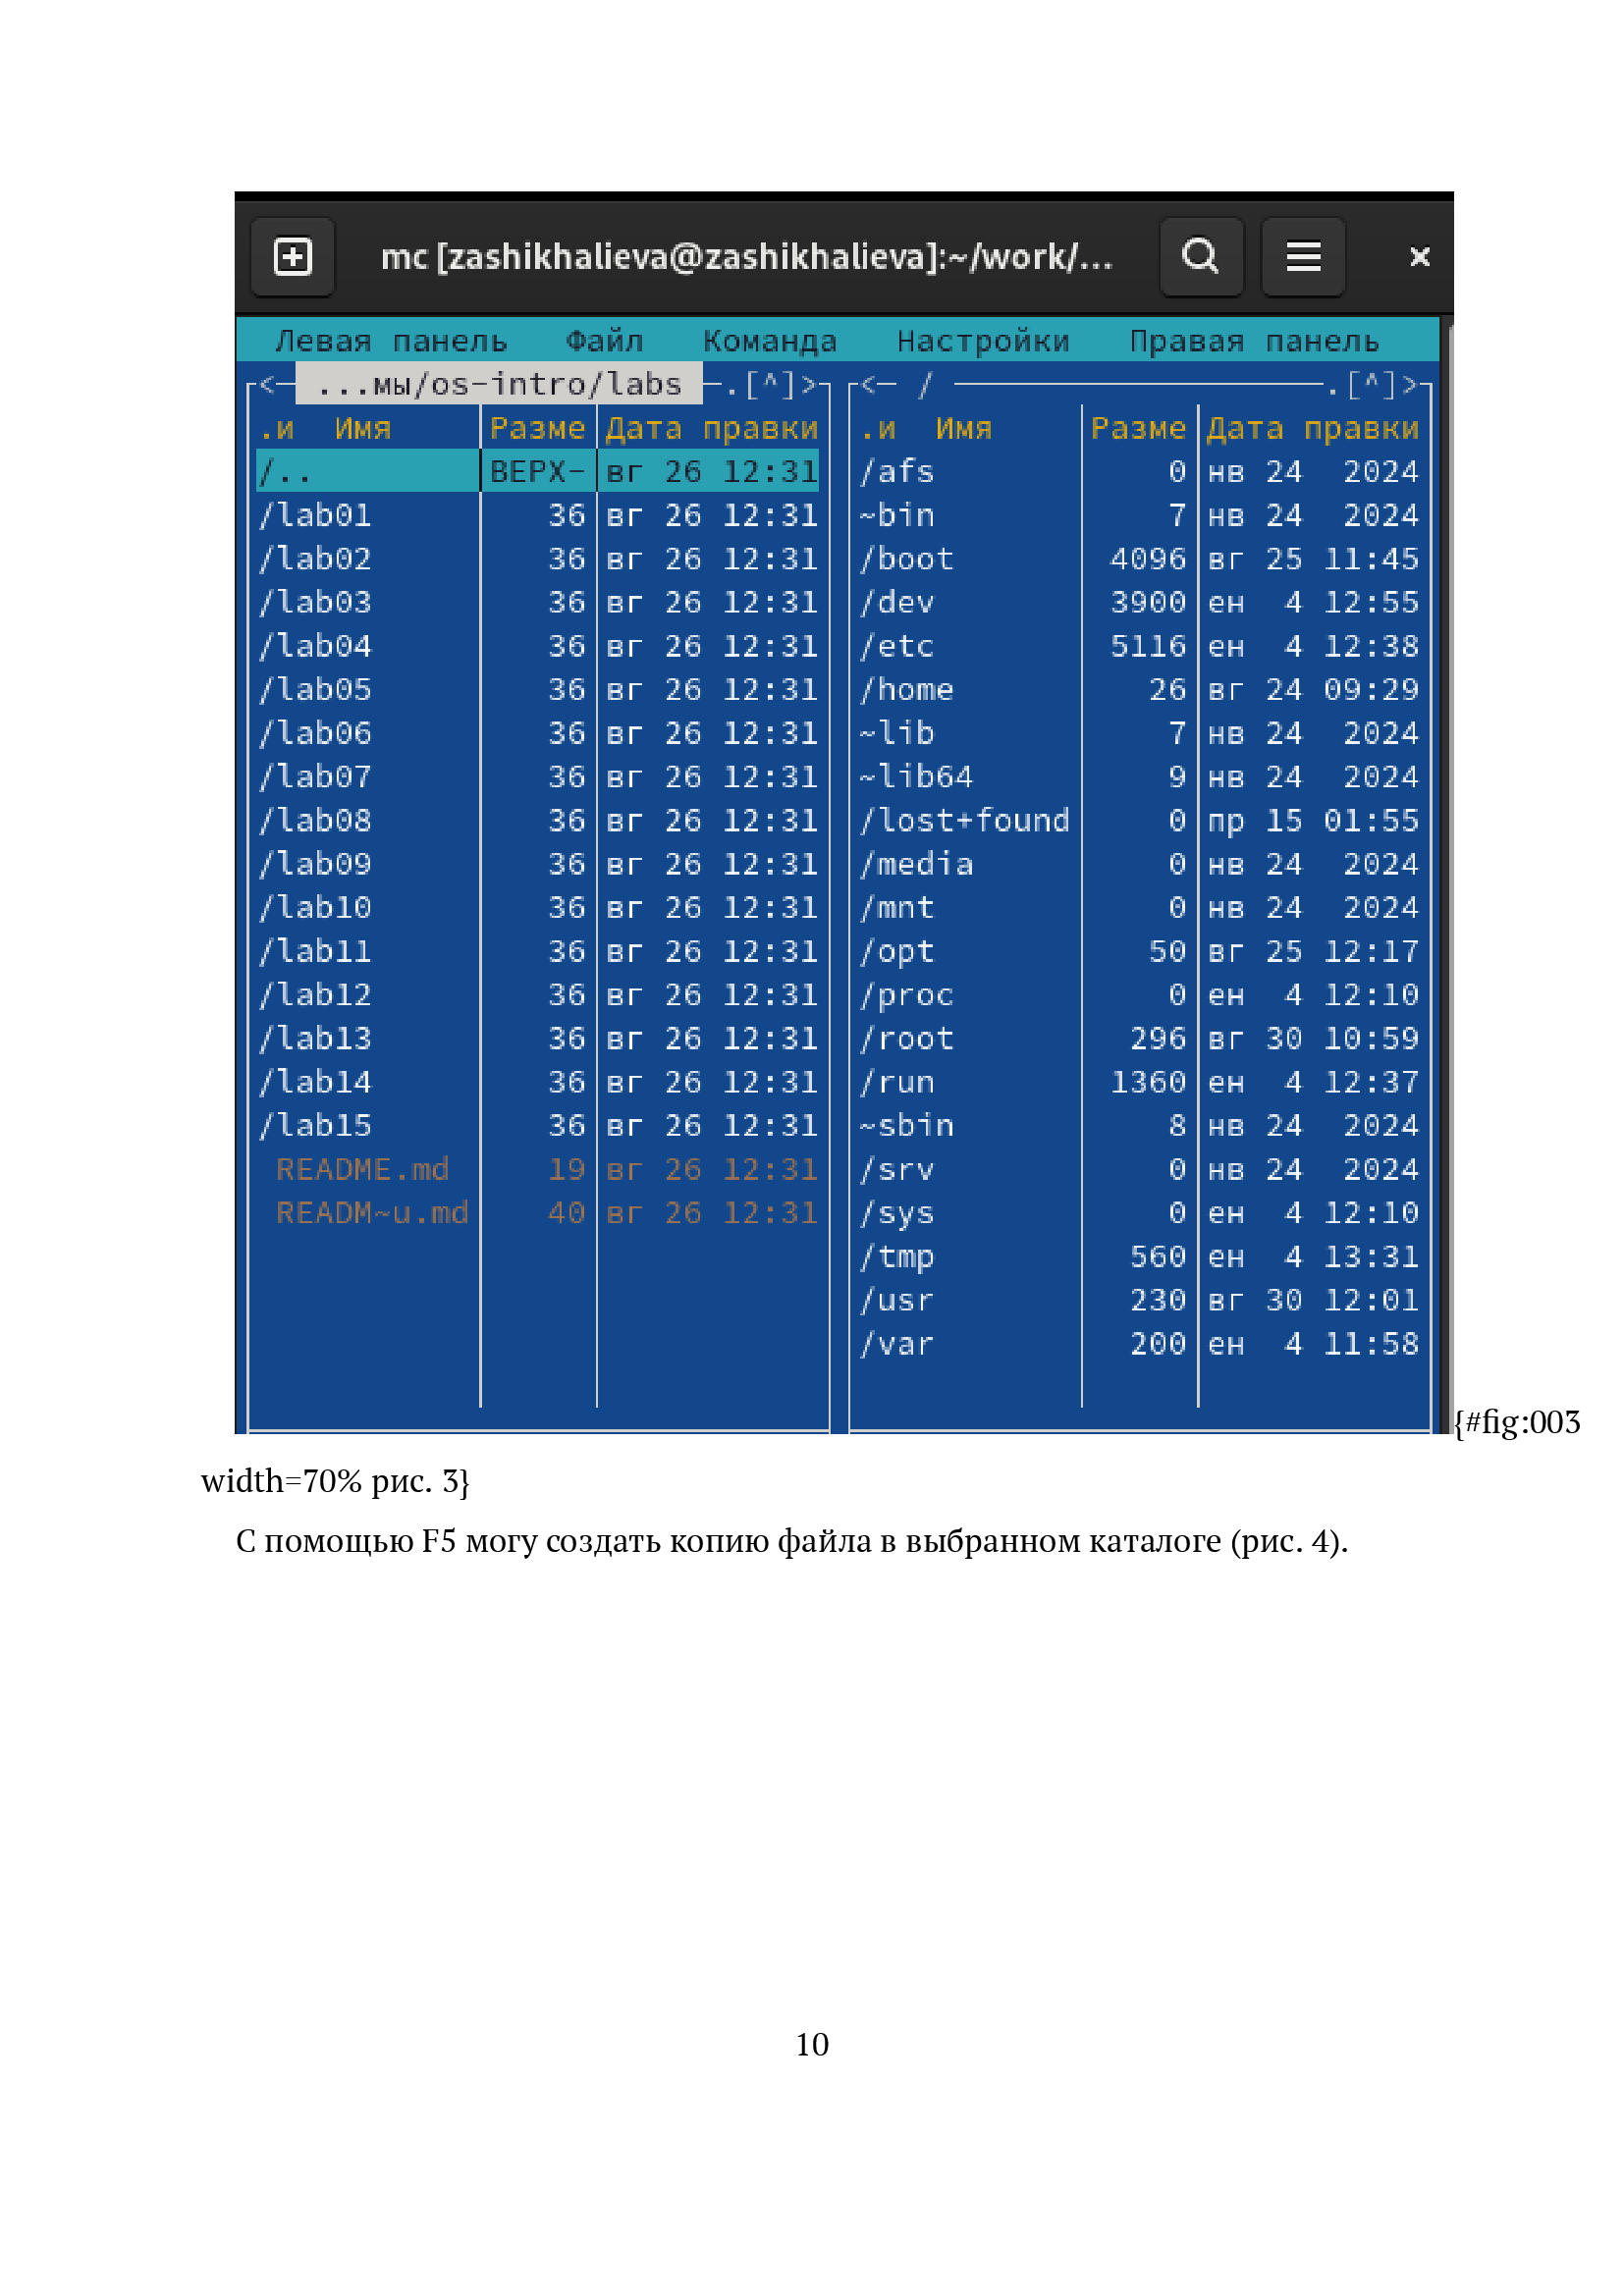 mc [zashikhalieva@zashikhalieva]:~/work/...
Левая панель Файл Команда Настройки Правая панель
<─ ...мы/os-intro/labs ─.[^]>
.и Имя Разме Дата правки
/.. ВЕРХ- вг 26 12:31
/lab01 36 вг 26 12:31
/lab02 36 вг 26 12:31
/lab03 36 вг 26 12:31
/lab04 36 вг 26 12:31
/lab05 36 вг 26 12:31
/lab06 36 вг 26 12:31
/lab07 36 вг 26 12:31
/lab08 36 вг 26 12:31
/lab09 36 вг 26 12:31
/lab10 36 вг 26 12:31
/lab11 36 вг 26 12:31
/lab12 36 вг 26 12:31
/lab13 36 вг 26 12:31
/lab14 36 вг 26 12:31
/lab15 36 вг 26 12:31
README.md 19 вг 26 12:31
READM~u.md 40 вг 26 12:31
<─ / ─.[^]>
.и Имя Разме Дата правки
/afs 0 нв 24 2024
~bin 7 нв 24 2024
/boot 4096 вг 25 11:45
/dev 3900 ен 4 12:55
/etc 5116 ен 4 12:38
/home 26 вг 24 09:29
~lib 7 нв 24 2024
~lib64 9 нв 24 2024
/lost+found 0 пр 15 01:55
/media 0 нв 24 2024
/mnt 0 нв 24 2024
/opt 50 вг 25 12:17
/proc 0 ен 4 12:10
/root 296 вг 30 10:59
/run 1360 ен 4 12:37
~sbin 8 нв 24 2024
/srv 0 нв 24 2024
/sys 0 ен 4 12:10
/tmp 560 ен 4 13:31
/usr 230 вг 30 12:01
/var 200 ен 4 11:58
{#fig:003
width=70% рис. 3}
С помощью F5 могу создать копию файла в выбранном каталоге (рис. 4).
10